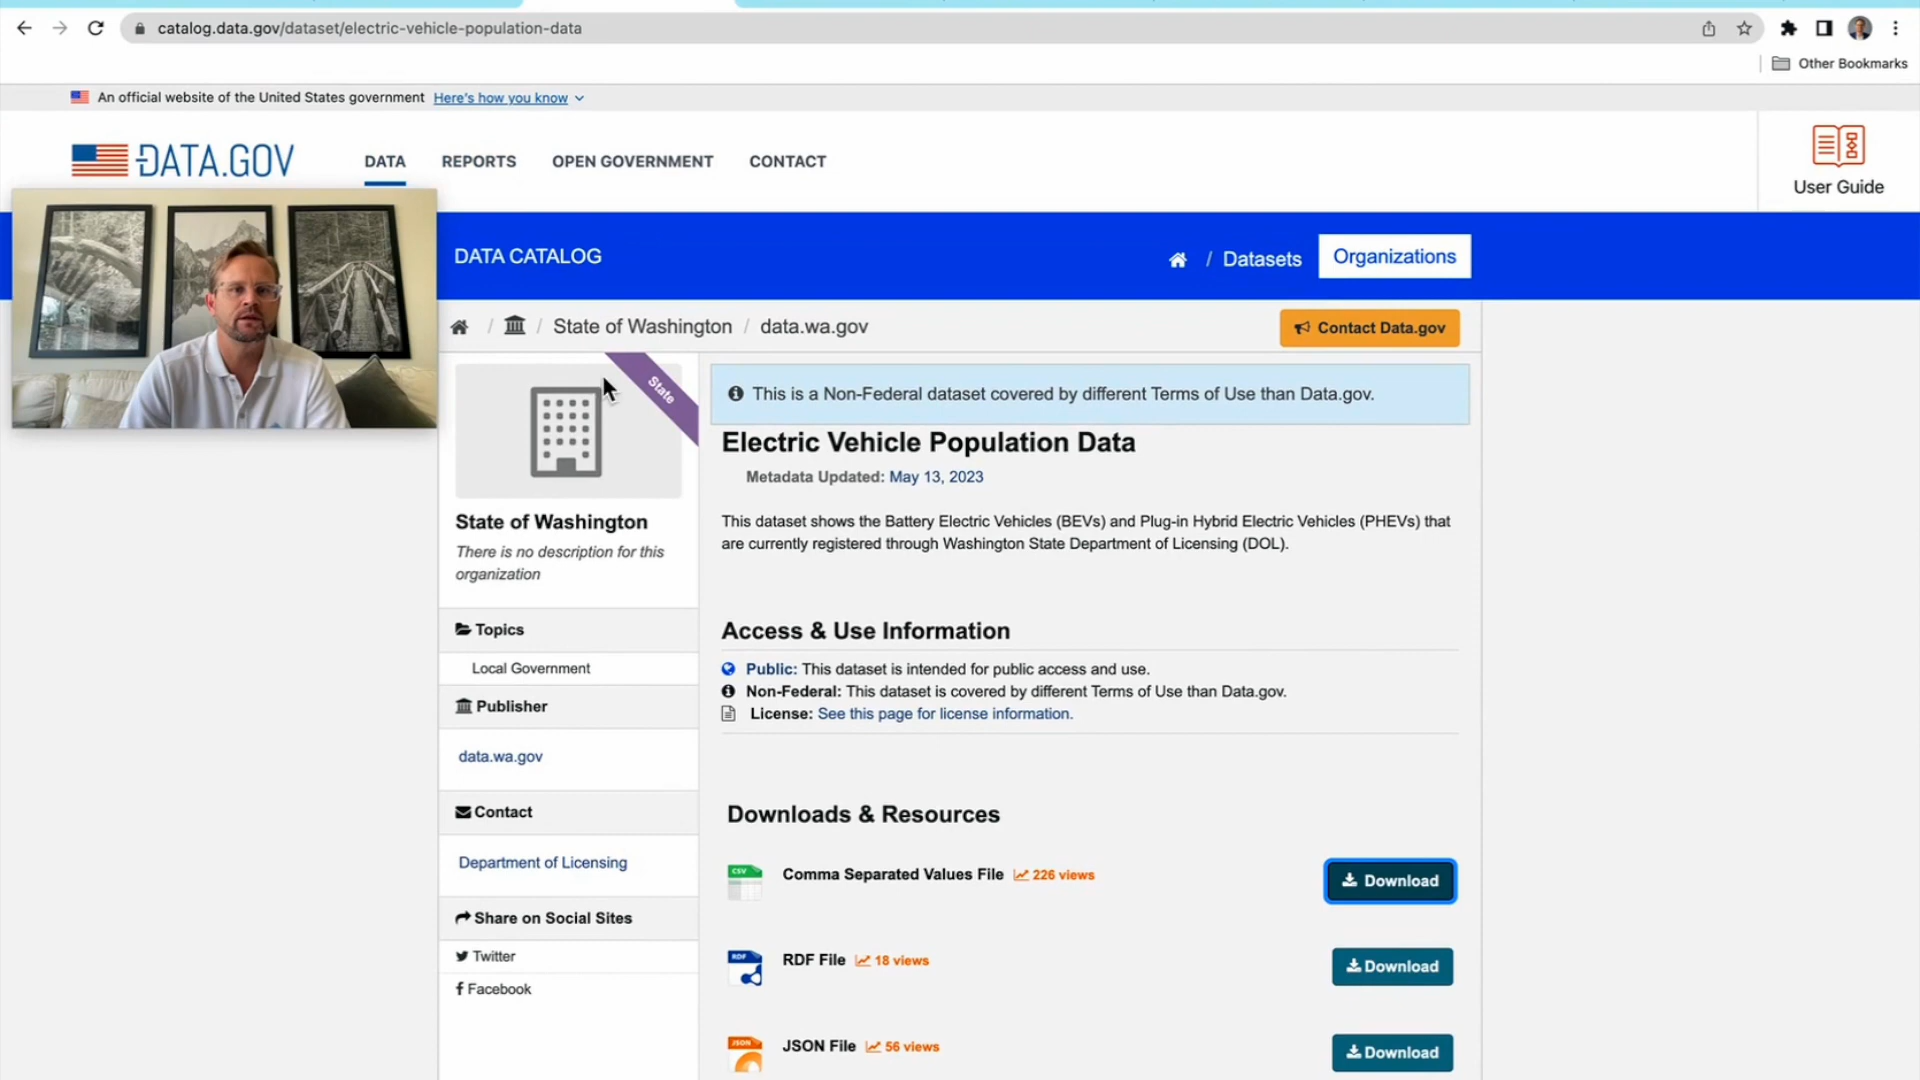 catalog.data.gov/dataset/electric-vehicle-population-data
Other Bookmarks
An official website of the United States government Here's how you know
DATA.GOV
DATA REPORTS OPEN GOVERNMENT CONTACT
User Guide
DATA CATALOG
/ Datasets Organizations
/ / State of Washington / data.wa.gov
Contact Data.gov
State
This is a Non-Federal dataset covered by different Terms of Use than Data.gov.
Electric Vehicle Population Data
Metadata Updated: May 13, 2023
This dataset shows the Battery Electric Vehicles (BEVs) and Plug-in Hybrid Electric Vehicles (PHEVs) that
are currently registered through Washington State Department of Licensing (DOL).
State of Washington
There is no description for this
organization
Topics
Local Government
Publisher
data.wa.gov
Contact
Department of Licensing
Share on Social Sites
Twitter
Facebook
Access & Use Information
Public: This dataset is intended for public access and use.
Non-Federal: This dataset is covered by different Terms of Use than Data.gov.
License: See this page for license information.
Downloads & Resources
CSV
Comma Separated Values File 226 views
Download
RDF
RDF File 18 views
Download
JSON
JSON File 56 views
Download